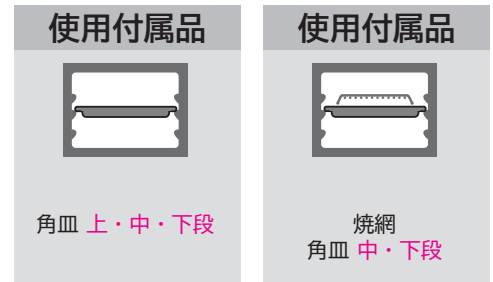 使用付属品
角皿 上・中・下段
使用付属品
焼網
角皿 中・下段